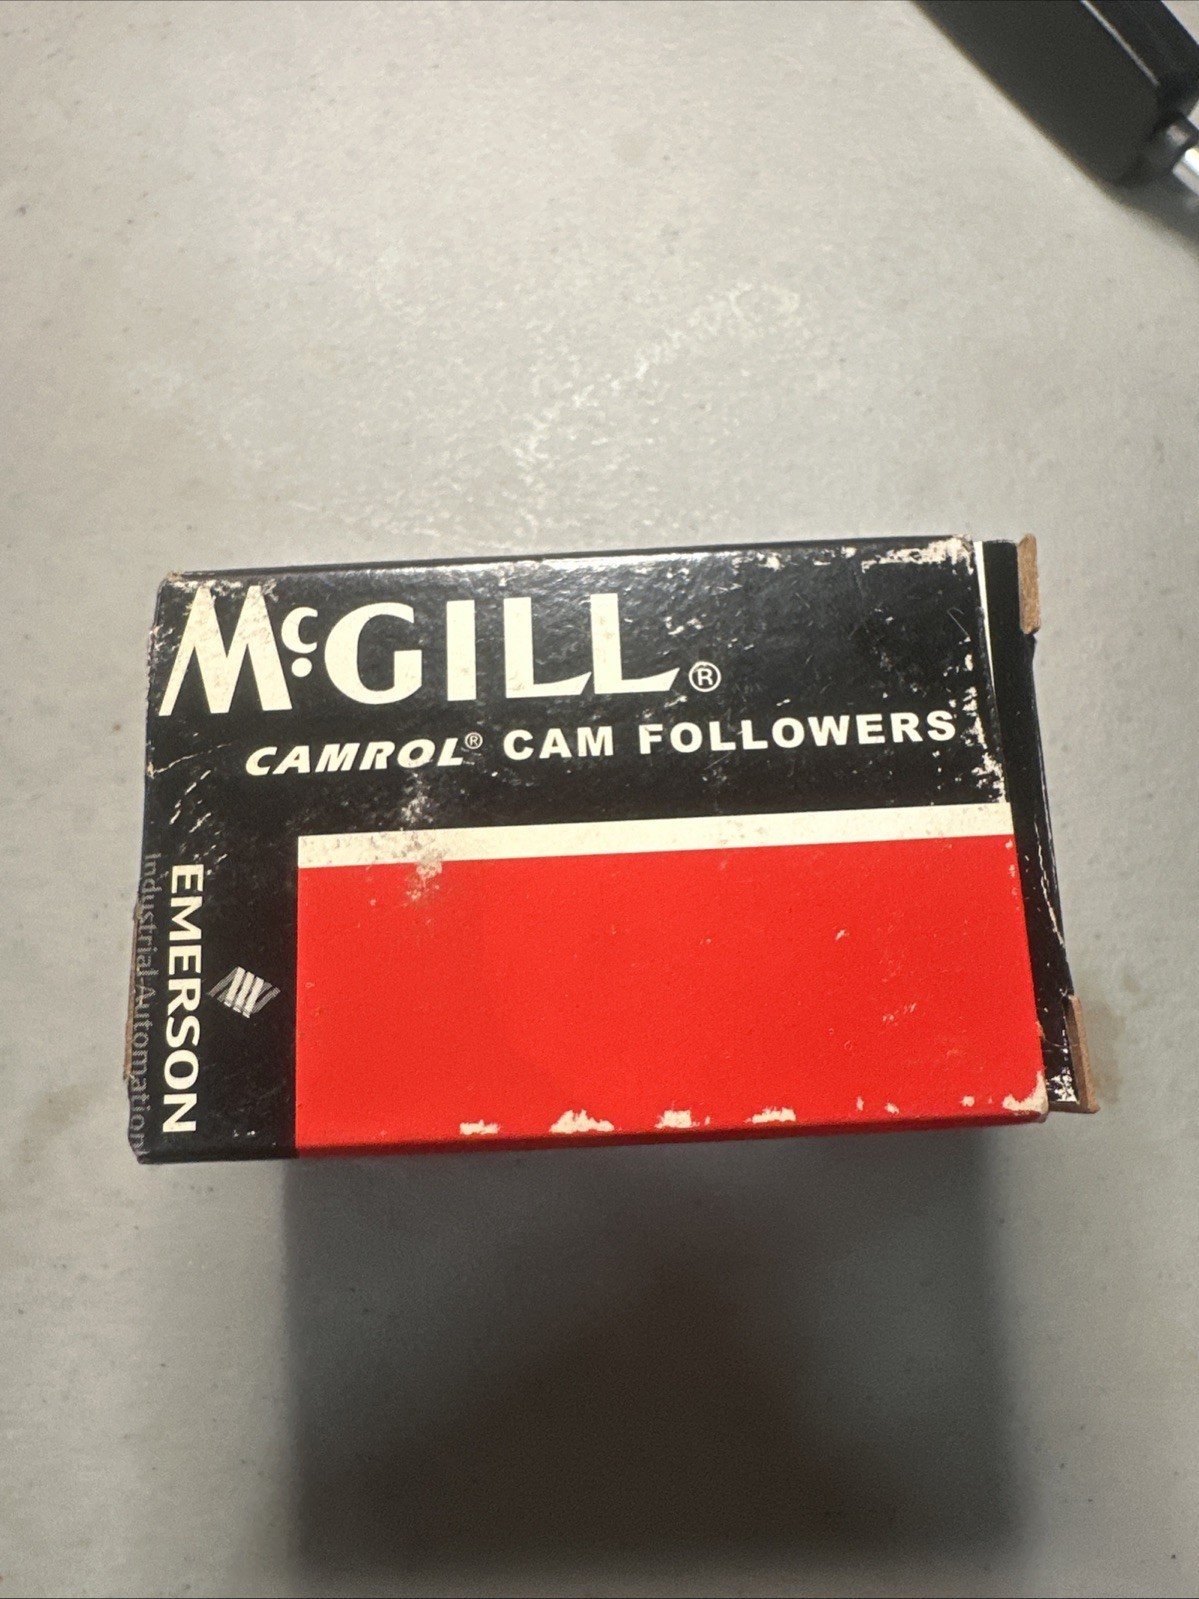 McGILL®
CAMROL® CAM FOLLOWERS
EMERSON
Industrial Automation